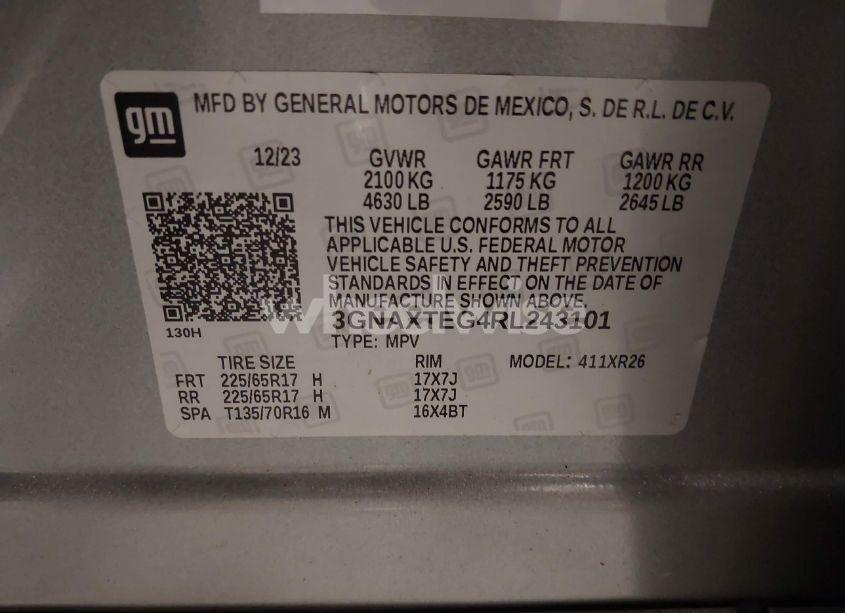 gm MFD BY GENERAL MOTORS DE MEXICO, S. DE R.L. DE C.V.
12/23 GVWR GAWR FRT GAWR RR
2100 KG 1175 KG 1200 KG
4630 LB 2590 LB 2645 LB
THIS VEHICLE CONFORMS TO ALL
APPLICABLE U.S. FEDERAL MOTOR
VEHICLE SAFETY AND THEFT PREVENTION
STANDARDS IN EFFECT ON THE DATE OF
MANUFACTURE SHOWN ABOVE.
3GNAXTEG4RL243101
130H
TYPE: MPV
TIRE SIZE RIM MODEL: 411XR26
FRT 225/65R17 H 17X7J
RR 225/65R17 H 17X7J
SPA T135/70R16 M 16X4BT